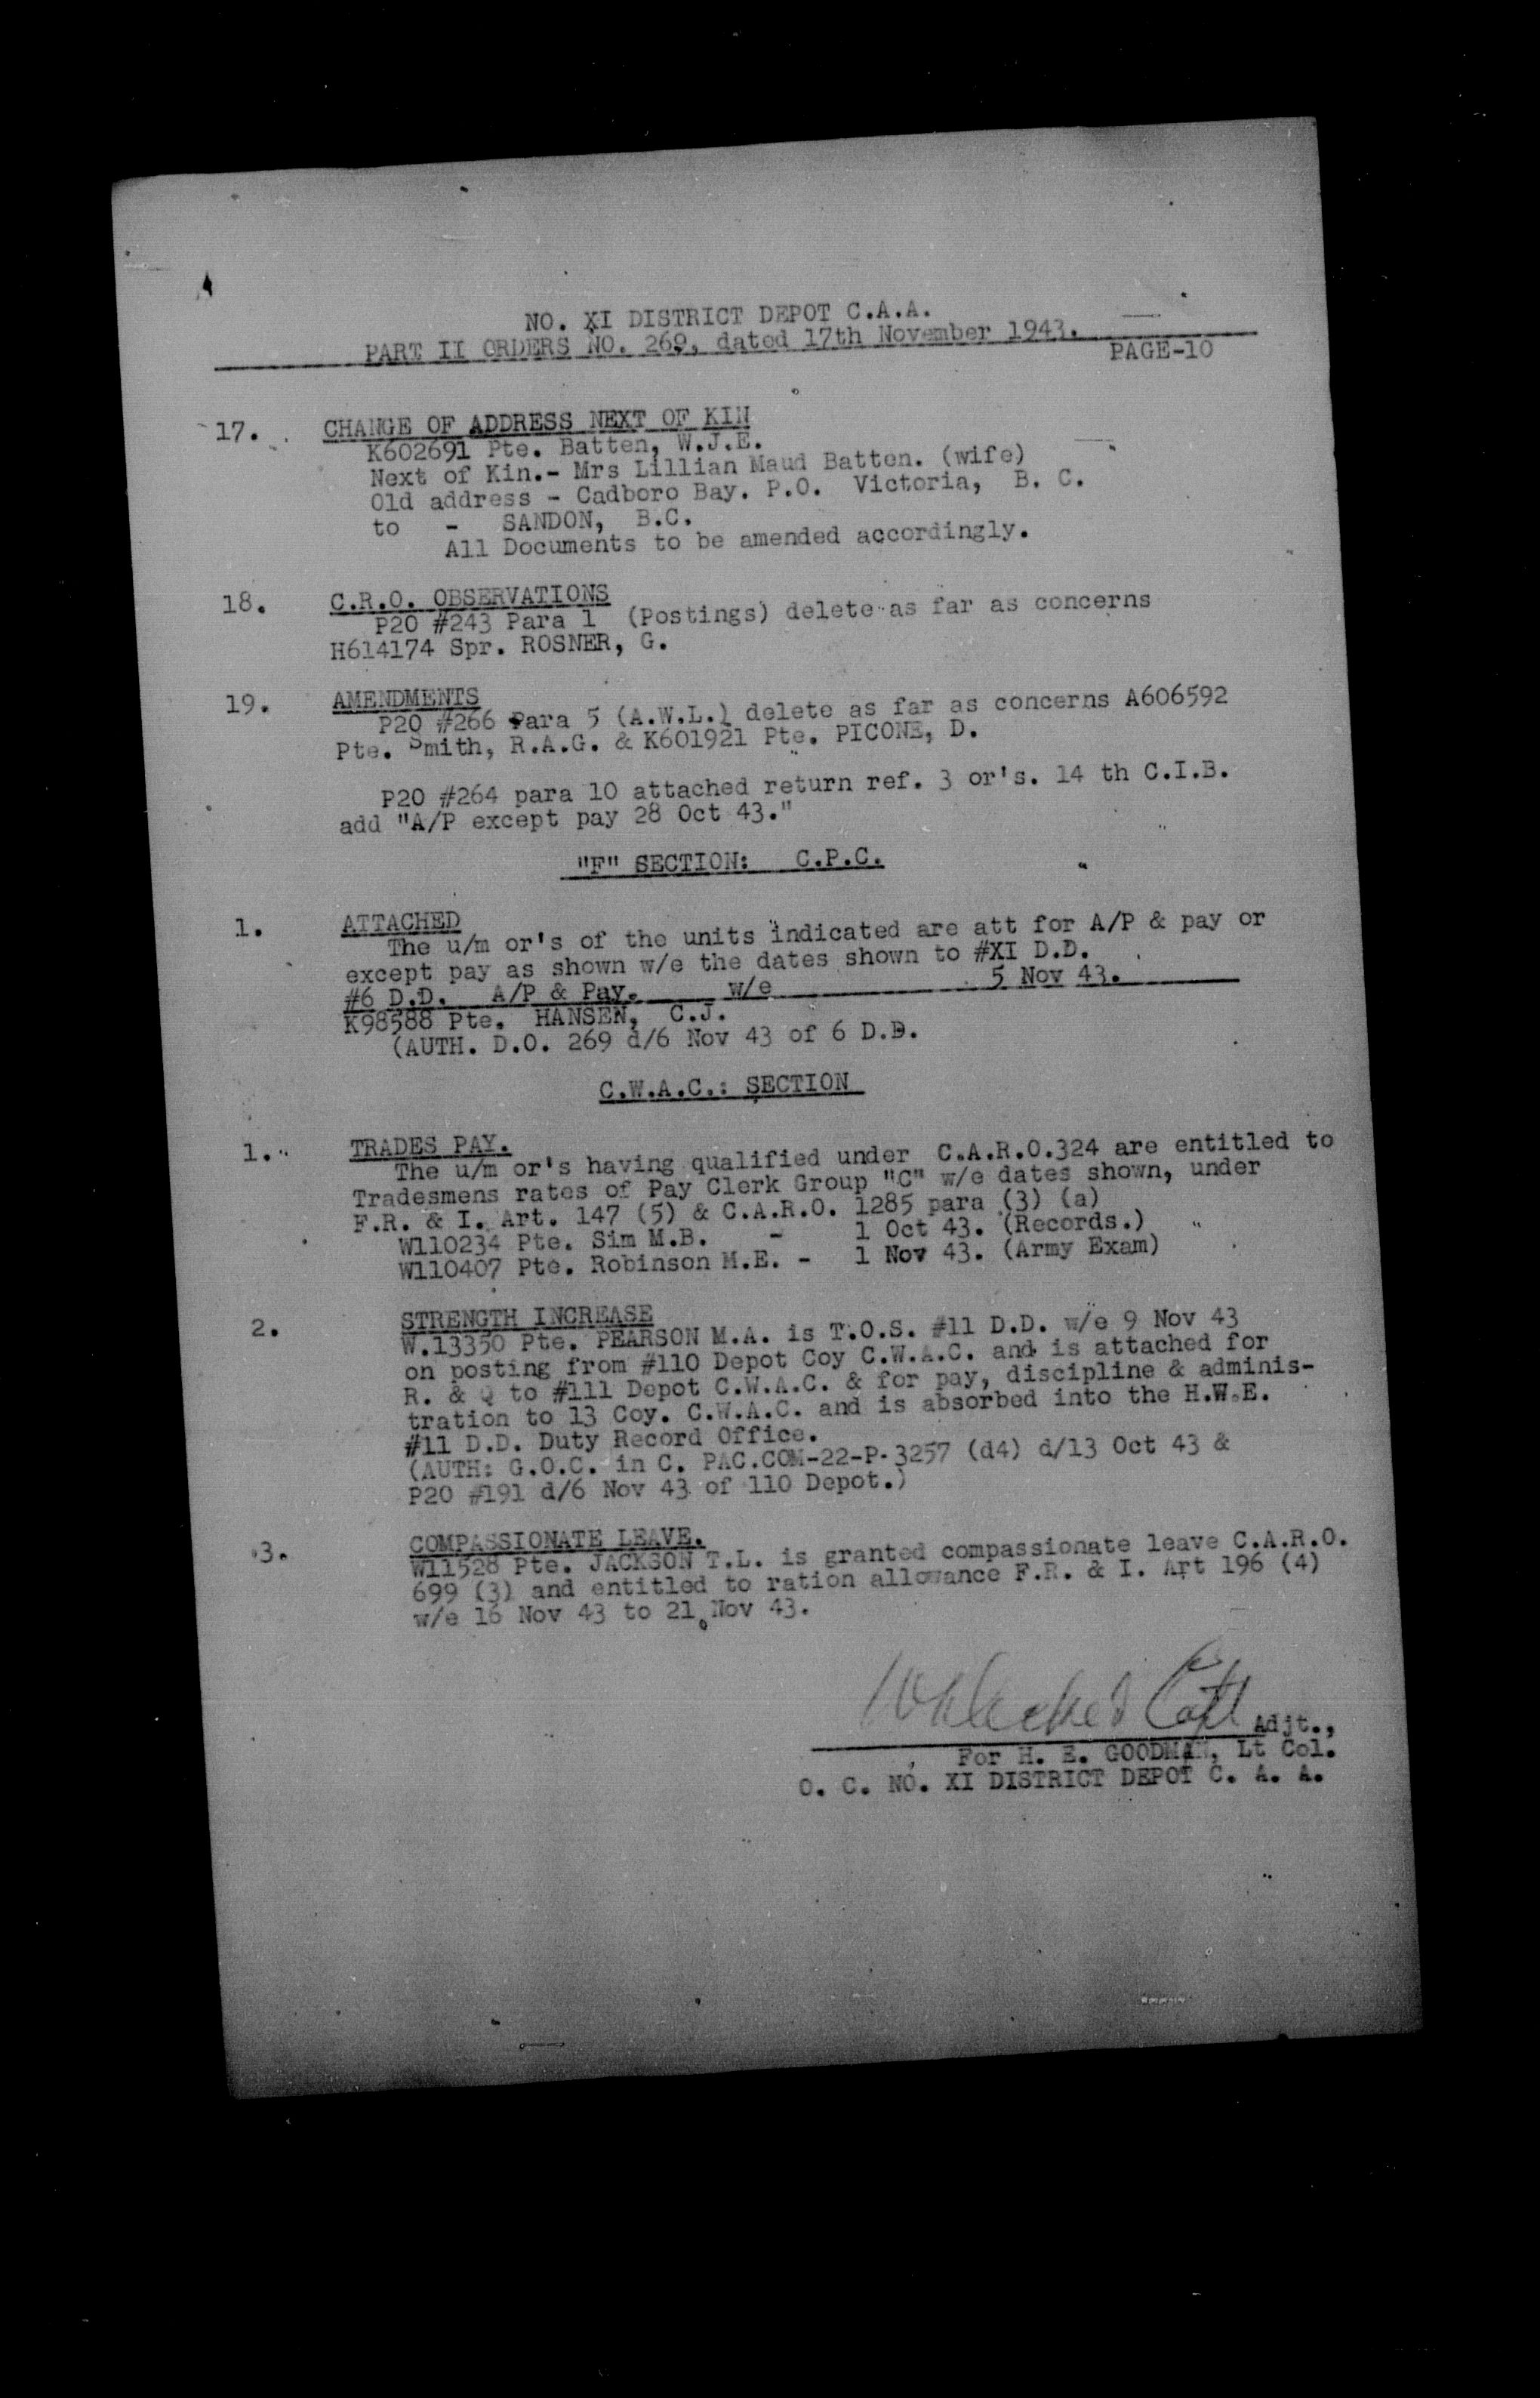 NO. XI DISTRICT DEPOT C.A.A.
PART II ORDERS NO. 269, dated 17th November 1943.
PAGE-10
17. CHANGE OF ADDRESS NEXT OF KIN
K602691 Pte. Batten, W.J.E.
Next of Kin.- Mrs Lillian Maud Batten. (wife)
Old address - Cadboro Bay. P.O. Victoria, B. C.
to - SANDON, B.C.
All Documents to be amended accordingly.
18. C.R.O. OBSERVATIONS
P2O #243 Para 1 (Postings) delete as far as concerns
H614174 Spr. ROSNER, G.
19. AMENDMENTS
P2O #266 Para 5 (A.W.L.) delete as far as concerns A606592
Pte. Smith, R.A.G. & K601921 Pte. PICONE, D.
P2O #264 para 10 attached return ref. 3 or's. 14 th C.I.B.
add "A/P except pay 28 Oct 43."
"F" SECTION: C.P.C.
1. ATTACHED
The u/m or's of the units indicated are att for A/P & pay or
except pay as shown w/e the dates shown to #XI D.D.
#6 D.D. A/P & Pay. w/e 5 Nov 43.
K98588 Pte. HANSEN, C.J.
(AUTH. D.O. 269 d/6 Nov 43 of 6 D.D.
C.W.A.C.: SECTION
1. TRADES PAY.
The u/m or's having qualified under C.A.R.O.324 are entitled to
Tradesmens rates of Pay Clerk Group "C" w/e dates shown, under
F.R. & I. Art. 147 (5) & C.A.R.O. 1285 para (3) (a)
W110234 Pte. Sim M.B. - 1 Oct 43. (Records.)
W110407 Pte. Robinson M.E. - 1 Nov 43. (Army Exam)
2. STRENGTH INCREASE
W.13350 Pte. PEARSON M.A. is T.O.S. #11 D.D. w/e 9 Nov 43
on posting from #110 Depot Coy C.W.A.C. and is attached for
R. & Q to #111 Depot C.W.A.C. & for pay, discipline & adminis-
tration to 13 Coy. C.W.A.C. and is absorbed into the H.W.E.
#11 D.D. Duty Record Office.
(AUTH: G.O.C. in C. PAC.COM-22-P-3257 (d4) d/13 Oct 43 &
P2O #191 d/6 Nov 43 of 110 Depot.)
3. COMPASSIONATE LEAVE.
W11528 Pte. JACKSON T.L. is granted compassionate leave C.A.R.O.
699 (3) and entitled to ration allowance F.R. & I. Art 196 (4)
w/e 16 Nov 43 to 21 Nov 43.
Capt Adjt.,
For H. E. GOODMAN, Lt Col.
O. C. NO. XI DISTRICT DEPOT C. A. A.